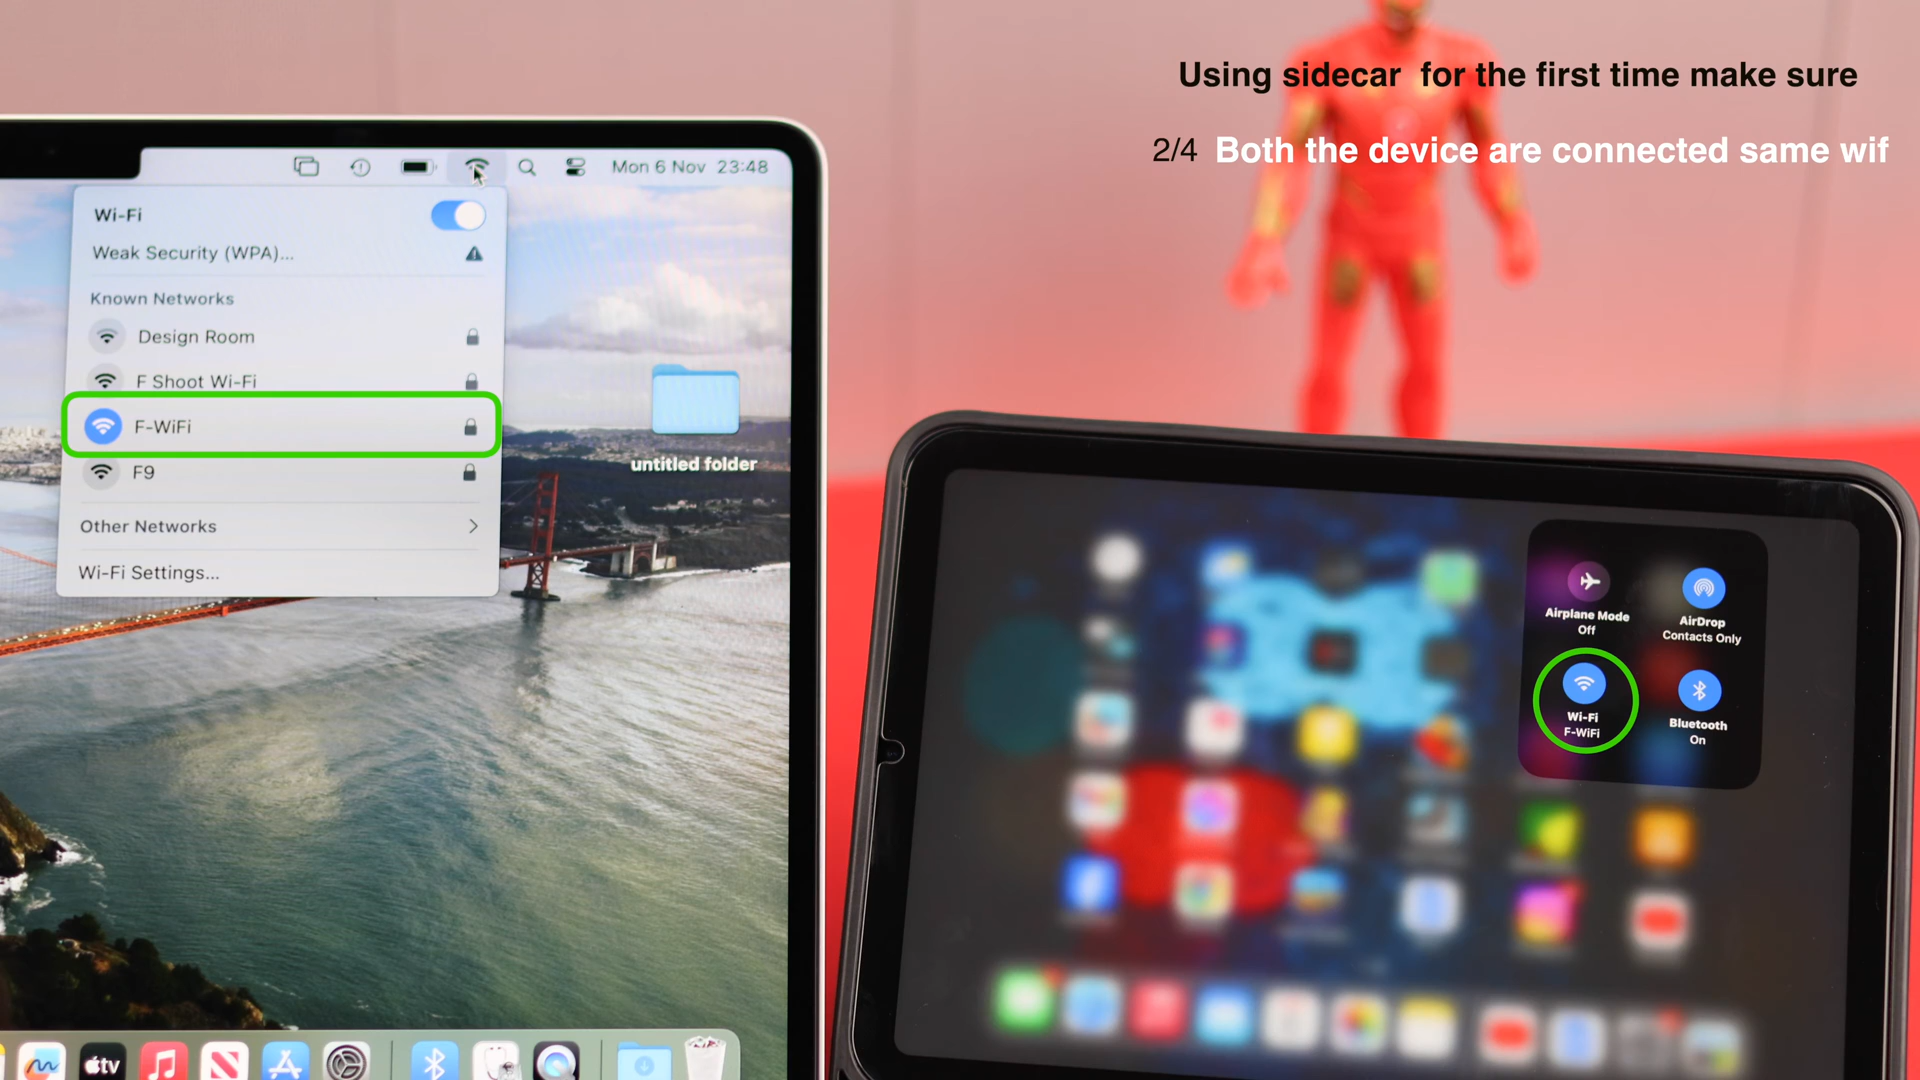 Using sidecar  for the first time make sure
2/4 Both the device are connected same wif
Mon 6 Nov 23:48
Wi-Fi
Weak Security (WPA)...
Known Networks
Design Room
F Shoot Wi-Fi
F-WiFi
F9
Other Networks
Wi-Fi Settings...
untitled folder
Airplane Mode
Off
AirDrop
Contacts Only
Wi-Fi
F-WiFi
Bluetooth
On
tv